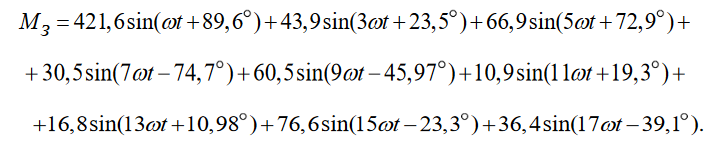 M₃ = 421,6sin(ωt + 89,6°) + 43,9sin(3ωt + 23,5°) + 66,9sin(5ωt + 72,9°) +
+ 30,5sin(7ωt − 74,7°) + 60,5sin(9ωt − 45,97°) + 10,9sin(11ωt + 19,3°) +
+16,8sin(13ωt + 10,98°) + 76,6sin(15ωt − 23,3°) + 36,4sin(17ωt − 39,1°).